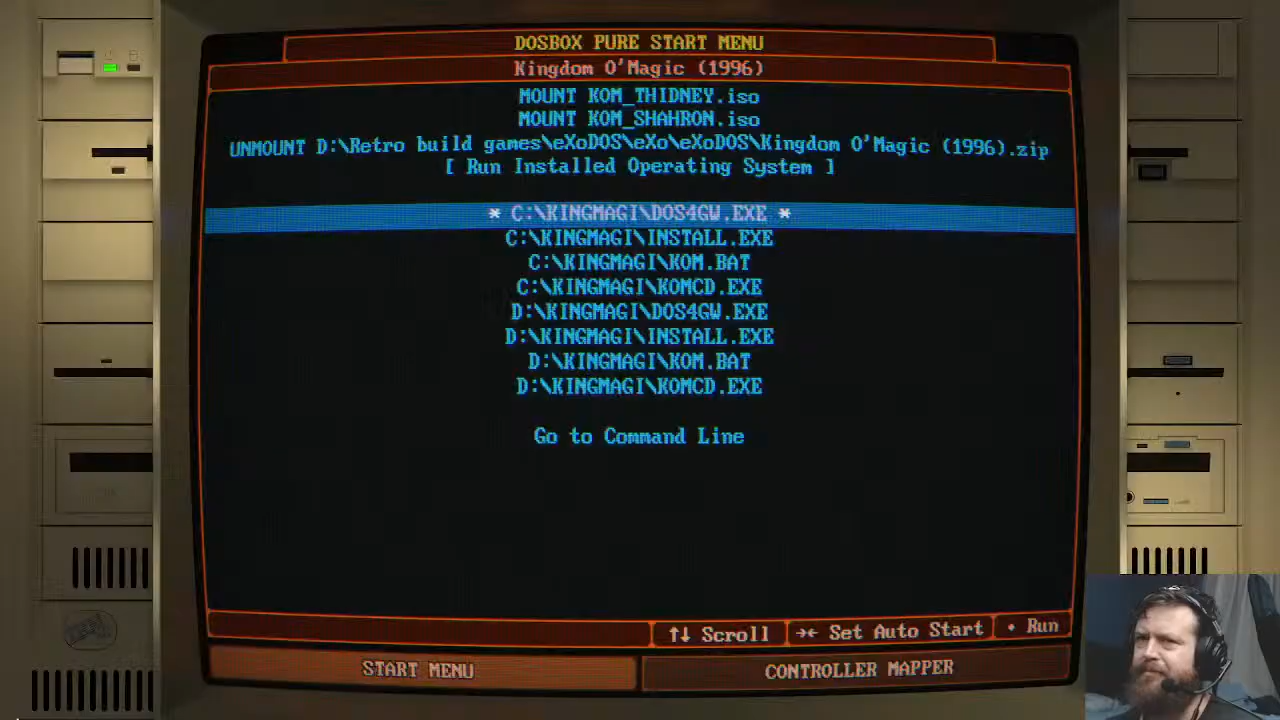 DOSBOX PURE START MENU
Kingdom O'Magic (1996)
MOUNT KOM_THIDNEY.iso
MOUNT KOM_SHAHRON.iso
UNMOUNT D:\Retro build games\eXoDOS\eXo\eXoDOS\Kingdom O'Magic (1996).zip
[ Run Installed Operating System ]
* C:\KINGMAGI\DOS4GW.EXE *
C:\KINGMAGI\INSTALL.EXE
C:\KINGMAGI\KOM.BAT
C:\KINGMAGI\KOMCD.EXE
D:\KINGMAGI\DOS4GW.EXE
D:\KINGMAGI\INSTALL.EXE
D:\KINGMAGI\KOM.BAT
D:\KINGMAGI\KOMCD.EXE
Go to Command Line
↑↓ Scroll →← Set Auto Start • Run
START MENU CONTROLLER MAPPER